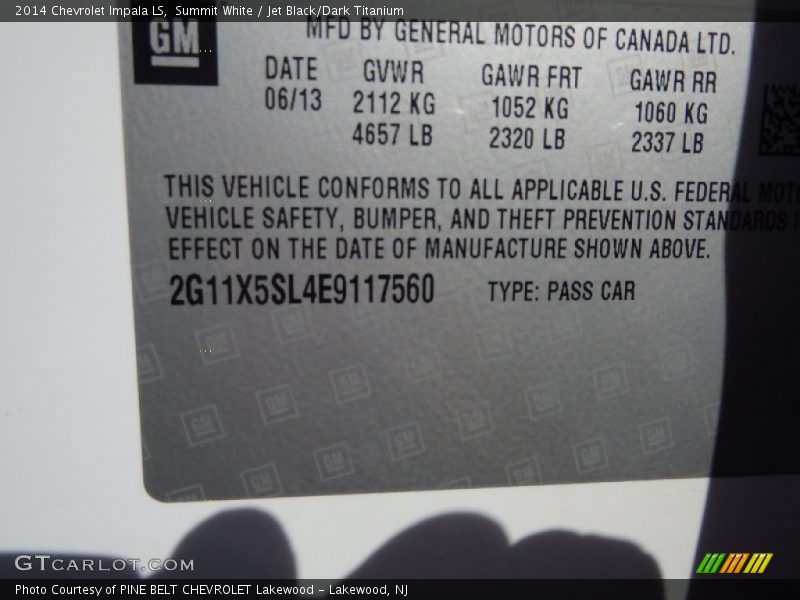 2014 Chevrolet Impala LS, Summit White / Jet Black/Dark Titanium
GM
MFD BY GENERAL MOTORS OF CANADA LTD.
DATE GVWR GAWR FRT GAWR RR
06/13 2112 KG 1052 KG 1060 KG
4657 LB 2320 LB 2337 LB
THIS VEHICLE CONFORMS TO ALL APPLICABLE U.S. FEDERAL
VEHICLE SAFETY, BUMPER, AND THEFT PREVENTION STANDARDS
EFFECT ON THE DATE OF MANUFACTURE SHOWN ABOVE.
2G11X5SL4E9117560 TYPE: PASS CAR
GTCARLOT.COM
Photo Courtesy of PINE BELT CHEVROLET Lakewood - Lakewood, NJ